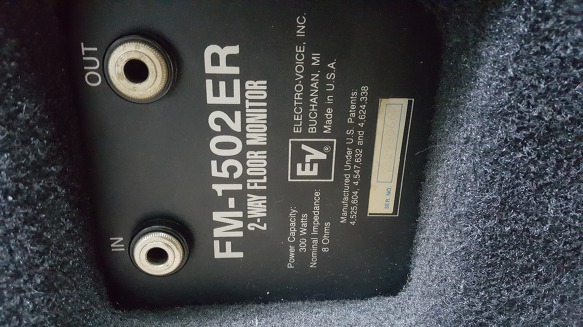 OUT
IN
FM-1502ER
2-WAY FLOOR MONITOR
Power Capacity:
300 Watts
Nominal Impedance:
8 Ohms
EV®
ELECTRO-VOICE, INC.
BUCHANAN, MI
Made in U.S.A.
Manufactured Under U.S. Patents:
4,525,604, 4,547,632 and 4,624,338
SER. NO.